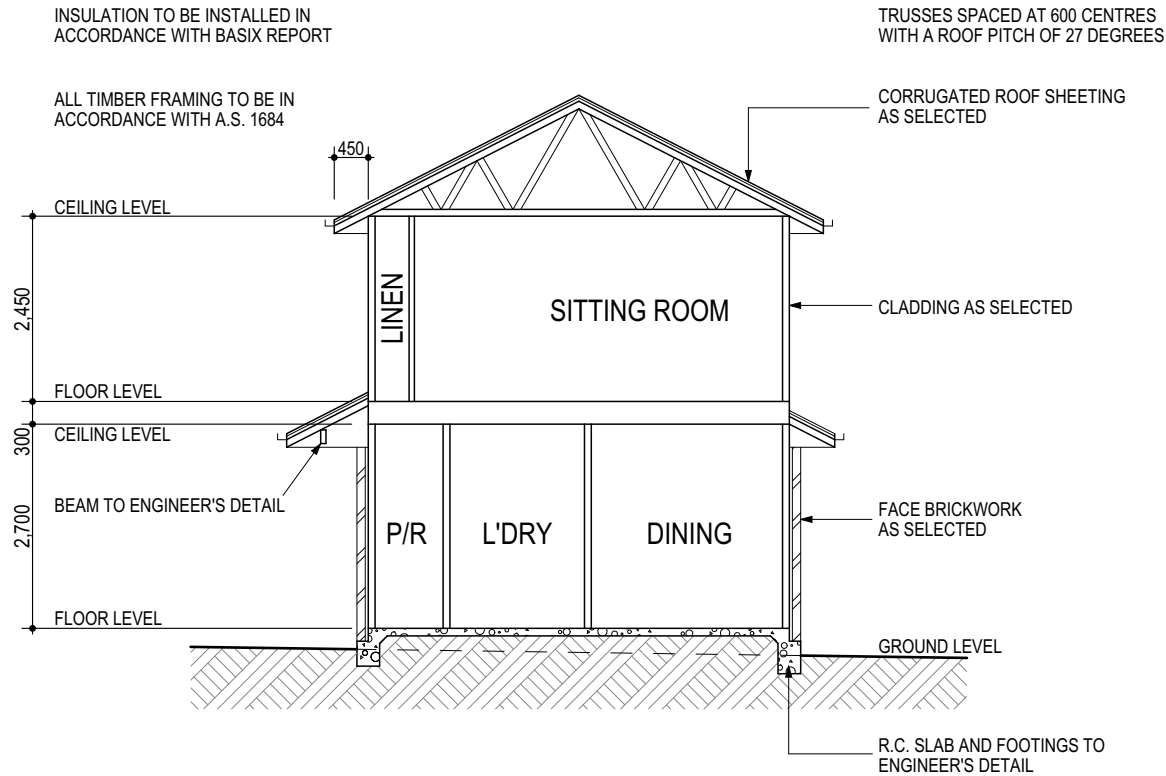 INSULATION TO BE INSTALLED IN
ACCORDANCE WITH BASIX REPORT
TRUSSES SPACED AT 600 CENTRES
WITH A ROOF PITCH OF 27 DEGREES
ALL TIMBER FRAMING TO BE IN
ACCORDANCE WITH A.S. 1684
CORRUGATED ROOF SHEETING
AS SELECTED
450
CEILING LEVEL
2,450
LINEN
SITTING ROOM
CLADDING AS SELECTED
FLOOR LEVEL
300
CEILING LEVEL
BEAM TO ENGINEER'S DETAIL
2,700
P/R
L'DRY
DINING
FACE BRICKWORK
AS SELECTED
FLOOR LEVEL
GROUND LEVEL
R.C. SLAB AND FOOTINGS TO
ENGINEER'S DETAIL